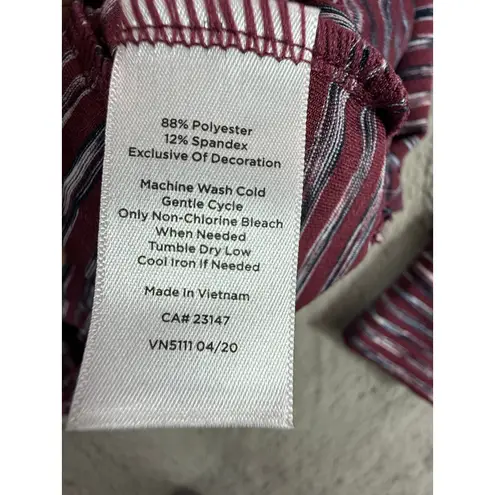 88% Polyester
12% Spandex
Exclusive Of Decoration
Machine Wash Cold
Gentle Cycle
Only Non-Chlorine Bleach
When Needed
Tumble Dry Low
Cool Iron If Needed
Made in Vietnam
CA# 23147
VN5111 04/20